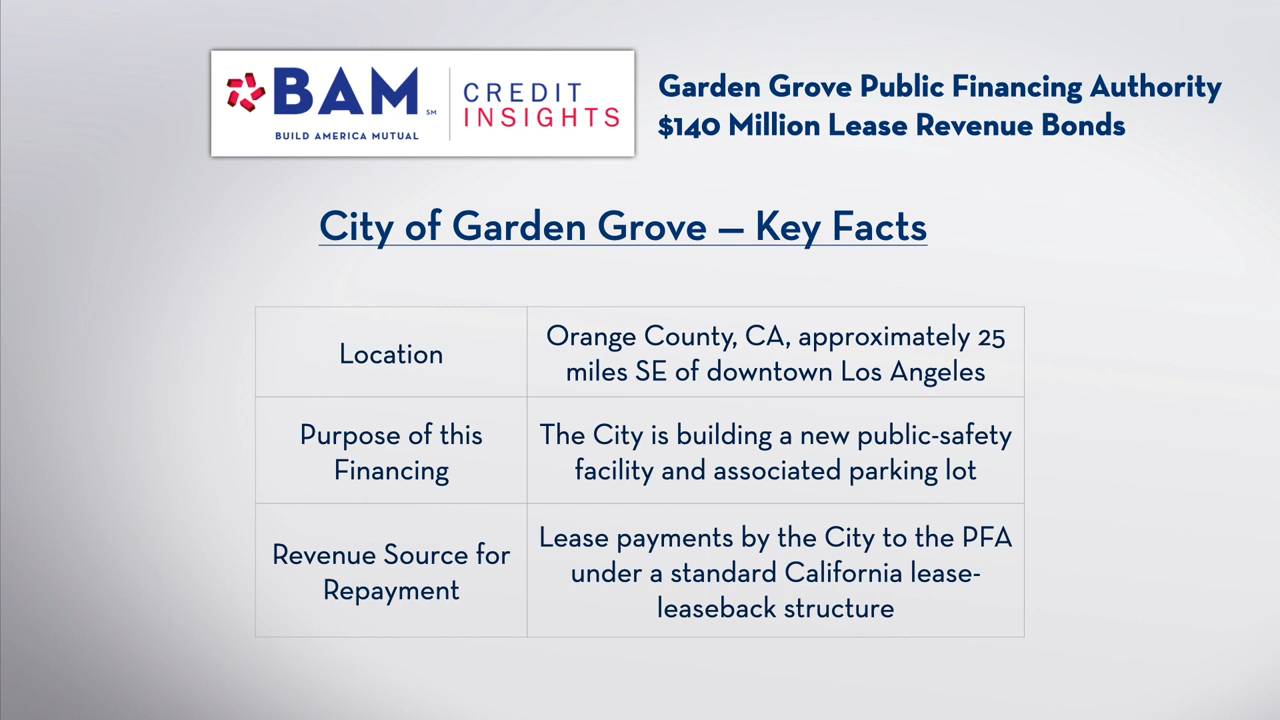 BAM SM
BUILD AMERICA MUTUAL
CREDIT
INSIGHTS
Garden Grove Public Financing Authority
$140 Million Lease Revenue Bonds
City of Garden Grove — Key Facts
Location
Orange County, CA, approximately 25
miles SE of downtown Los Angeles
Purpose of this
Financing
The City is building a new public-safety
facility and associated parking lot
Revenue Source for
Repayment
Lease payments by the City to the PFA
under a standard California lease-
leaseback structure